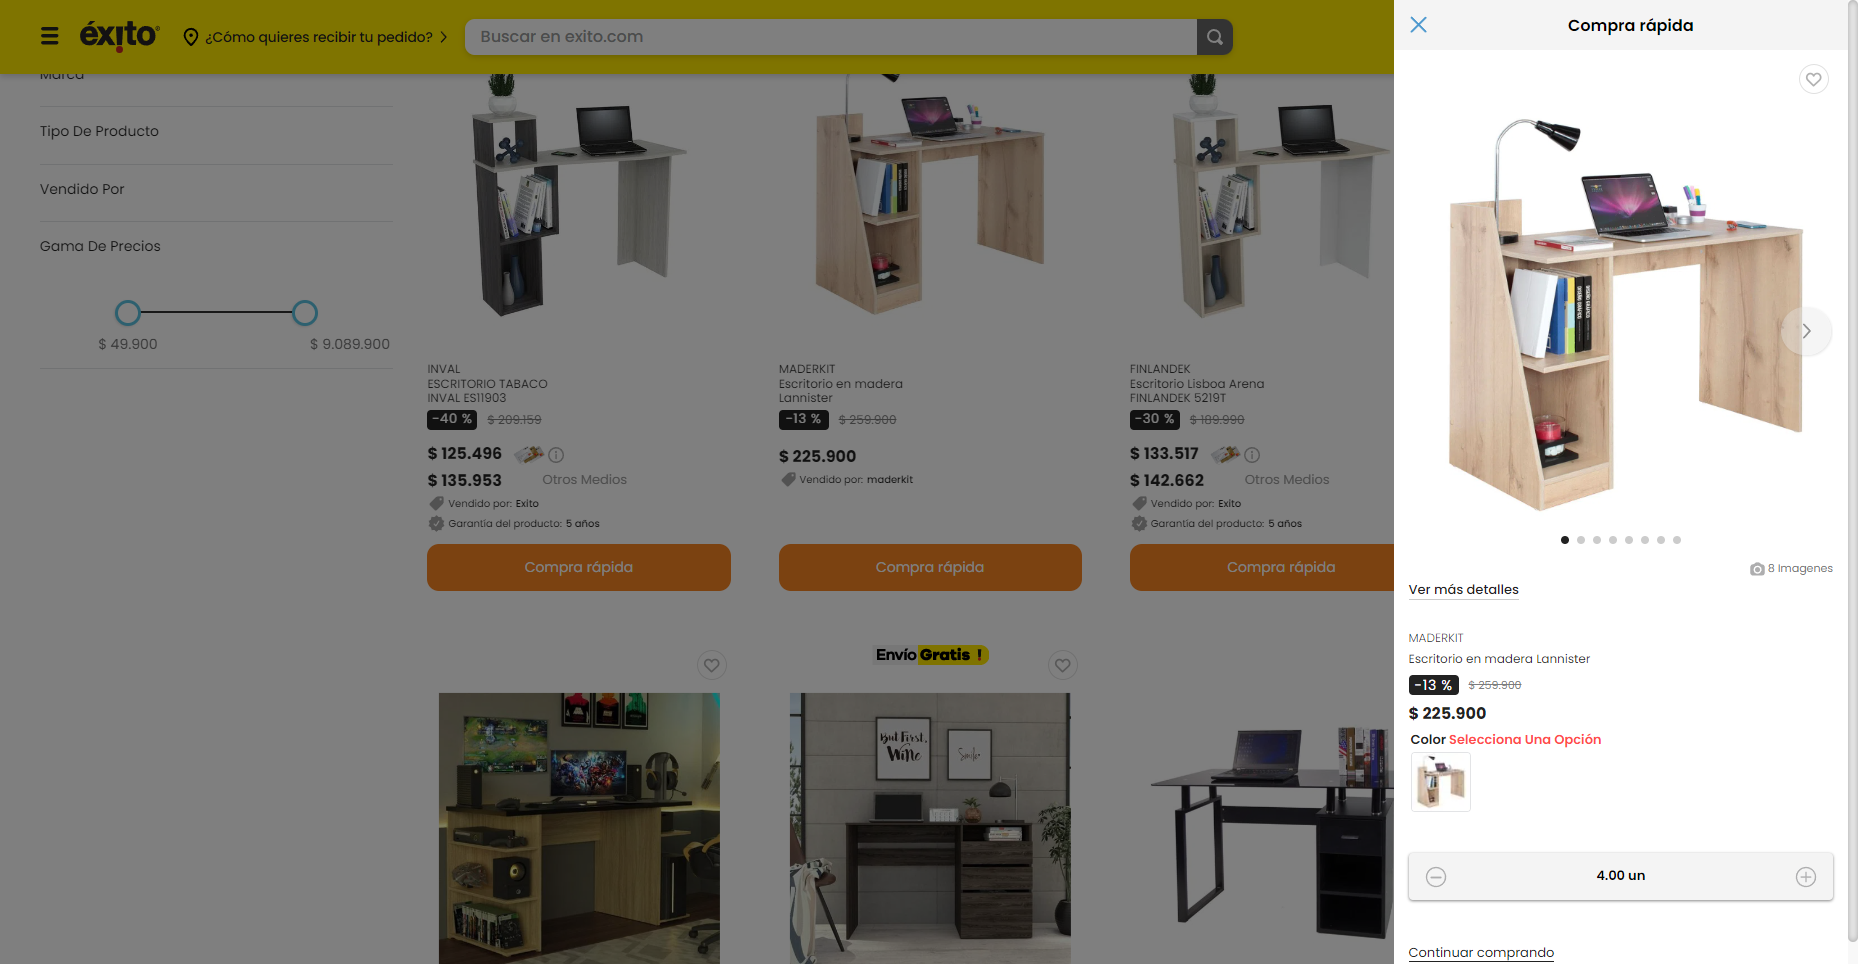 éxito
¿Cómo quieres recibir tu pedido?
Buscar en exito.com
Compra rápida
Marca
Tipo De Producto
Vendido Por
Gama De Precios
$ 49.900
$ 9.089.900
INVAL
ESCRITORIO TABACO
INVAL ES11903
-40 %
$ 209.159
$ 125.496
$ 135.953
Otros Medios
Vendido por: Exito
Garantía del producto: 5 años
Compra rápida
MADERKIT
Escritorio en madera
Lannister
-13 %
$ 259.900
$ 225.900
Vendido por: maderkit
Compra rápida
FINLANDEK
Escritorio Lisboa Arena
FINLANDEK 5219T
-30 %
$ 189.990
$ 133.517
$ 142.662
Otros Medios
Vendido por: Exito
Garantía del producto: 5 años
Compra rápida
Envío Gratis !
But First,
Wine
Smile
8 Imagenes
Ver más detalles
MADERKIT
Escritorio en madera Lannister
-13 %
$ 259.900
$ 225.900
Color Selecciona Una Opción
4.00 un
Continuar comprando